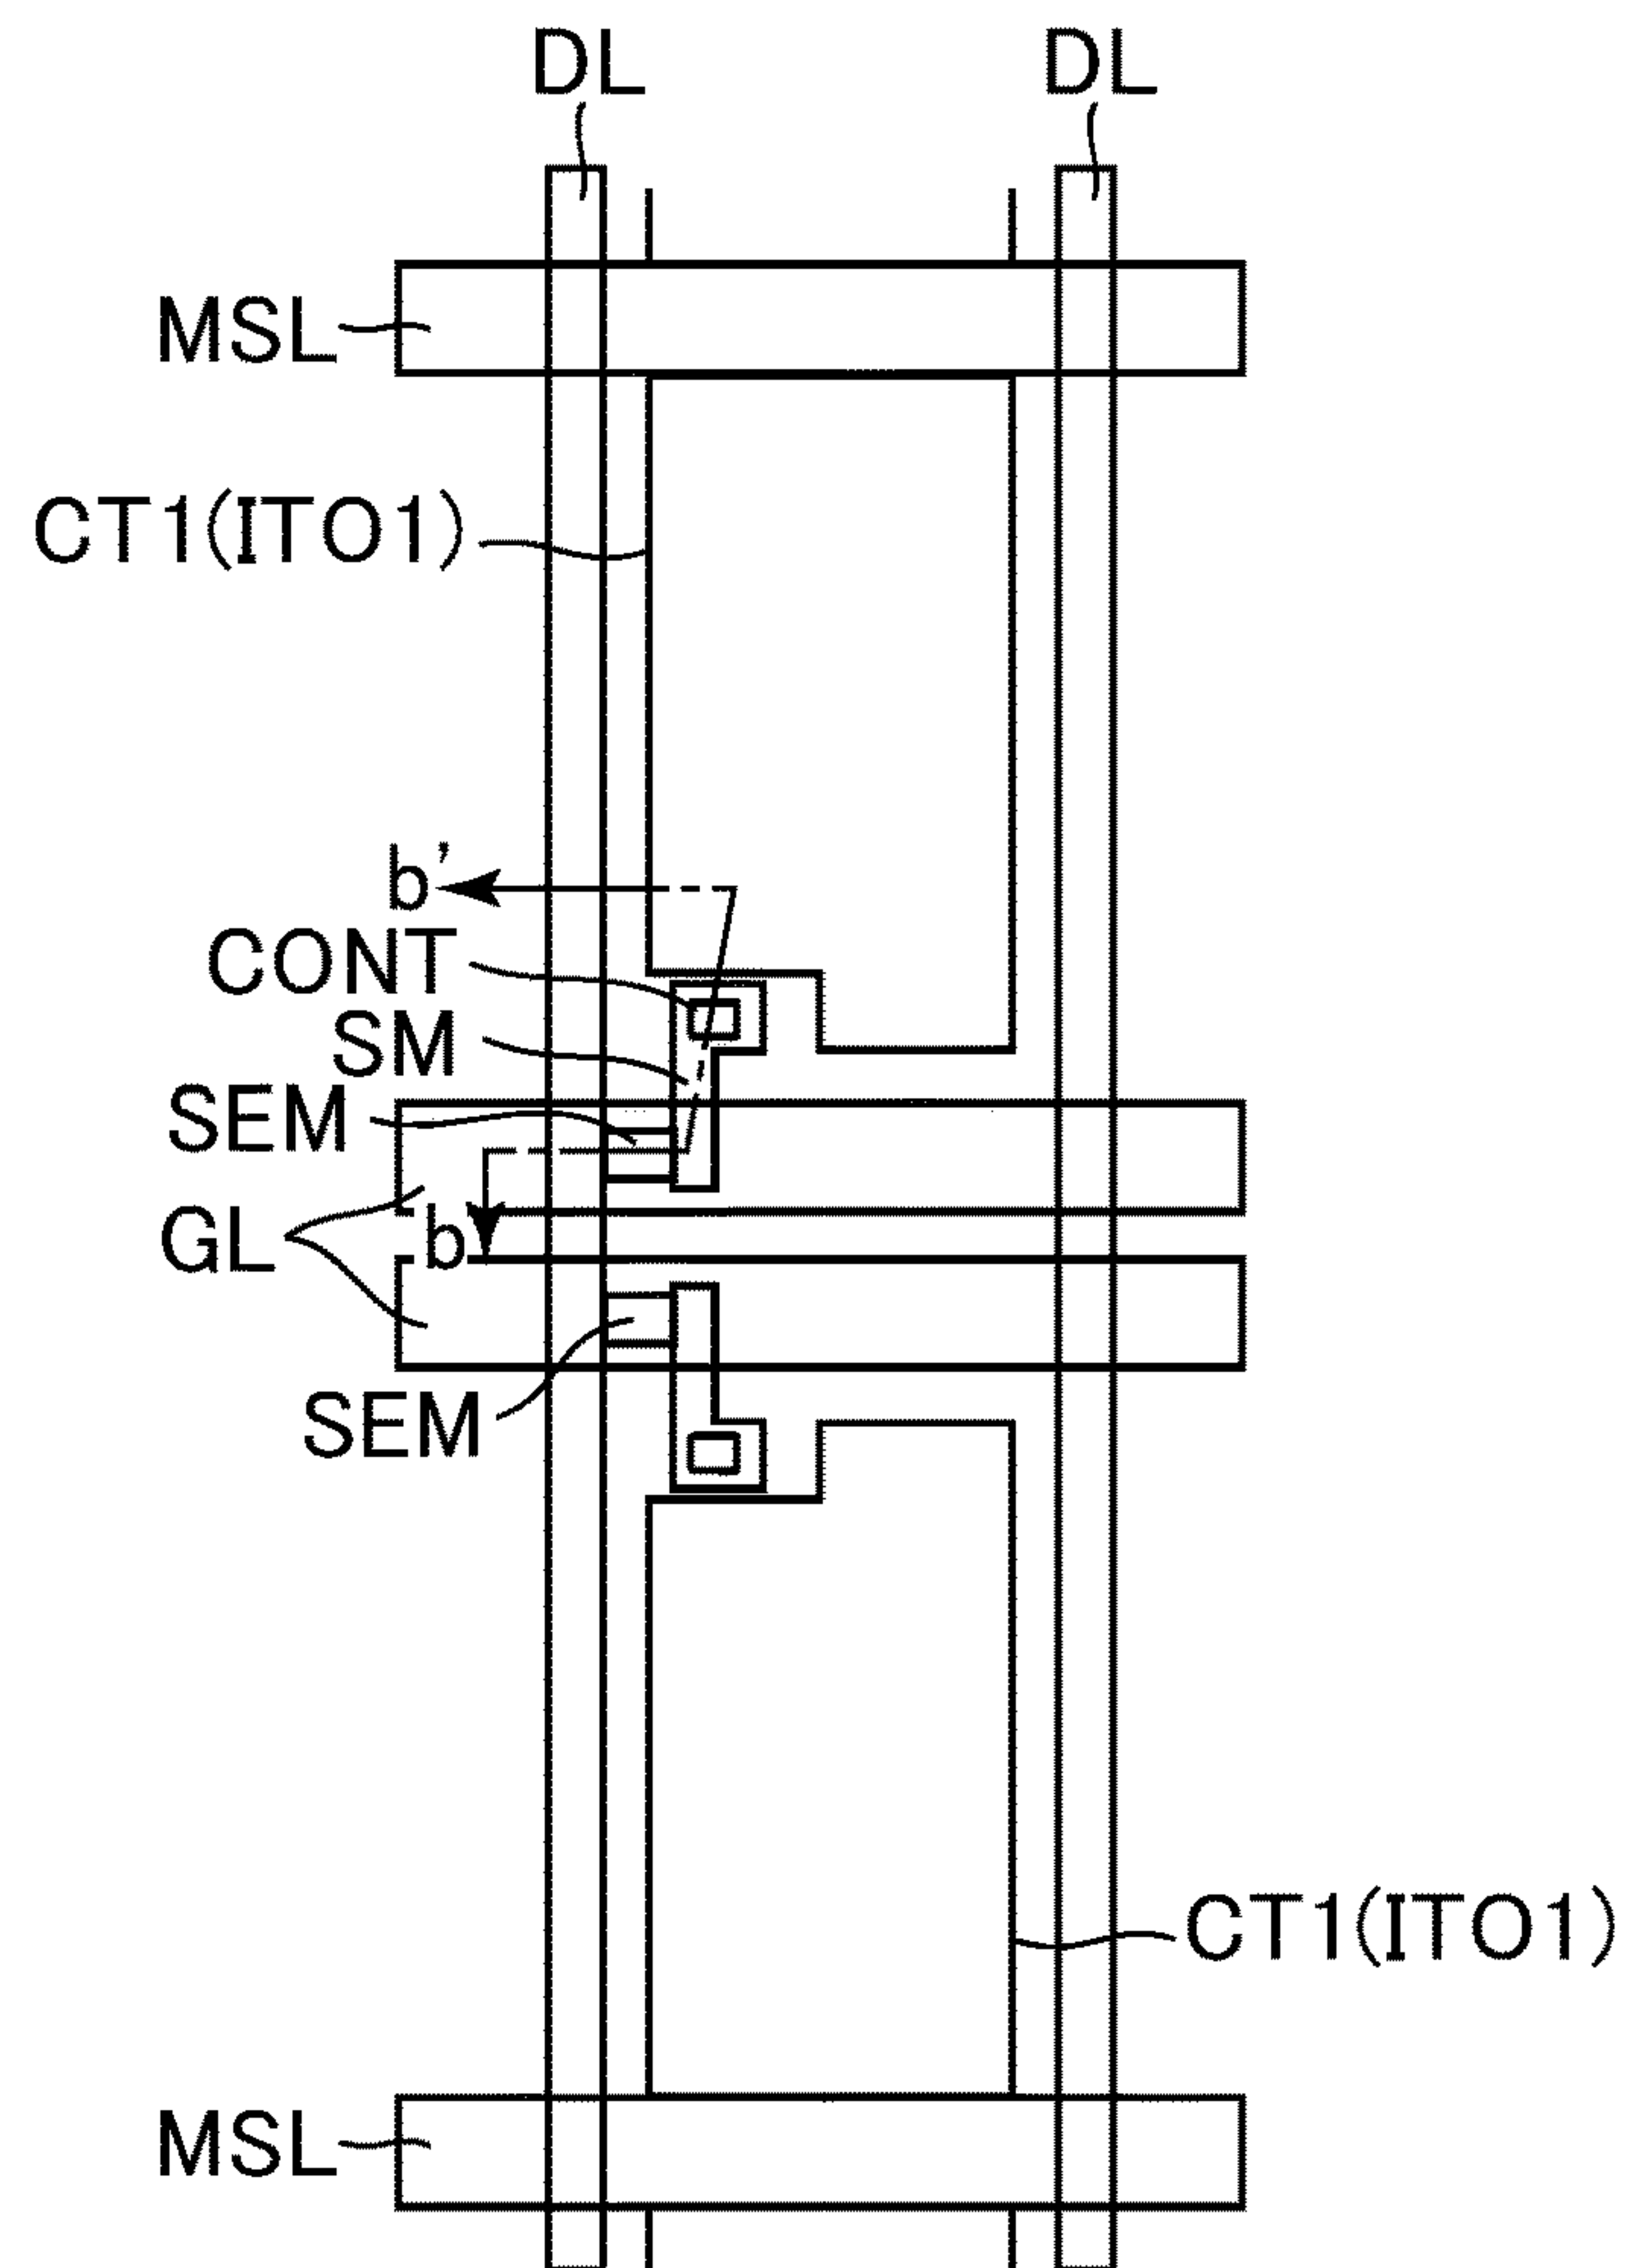 DL DL
MSL
CT1(ITO1)
b'
CONT
SM
SEM
GL
b
SEM
CT1(ITO1)
MSL